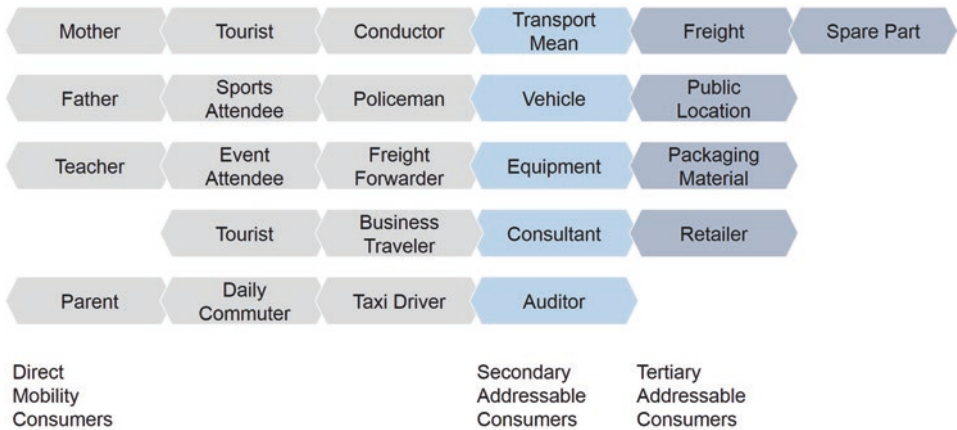 Mother
Tourist
Conductor
Transport
Mean
Freight
Spare Part
Father
Sports
Attendee
Policeman
Vehicle
Public
Location
Teacher
Event
Attendee
Freight
Forwarder
Equipment
Packaging
Material
Tourist
Business
Traveler
Consultant
Retailer
Parent
Daily
Commuter
Taxi Driver
Auditor
Direct
Mobility
Consumers
Secondary
Addressable
Consumers
Tertiary
Addressable
Consumers